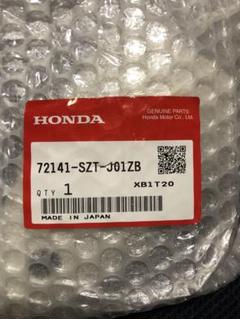 GENUINE PARTS
Honda Motor Co., Ltd.
HONDA
72141-SZT-J01ZB
QTY 1
XB1T20
MADE IN JAPAN